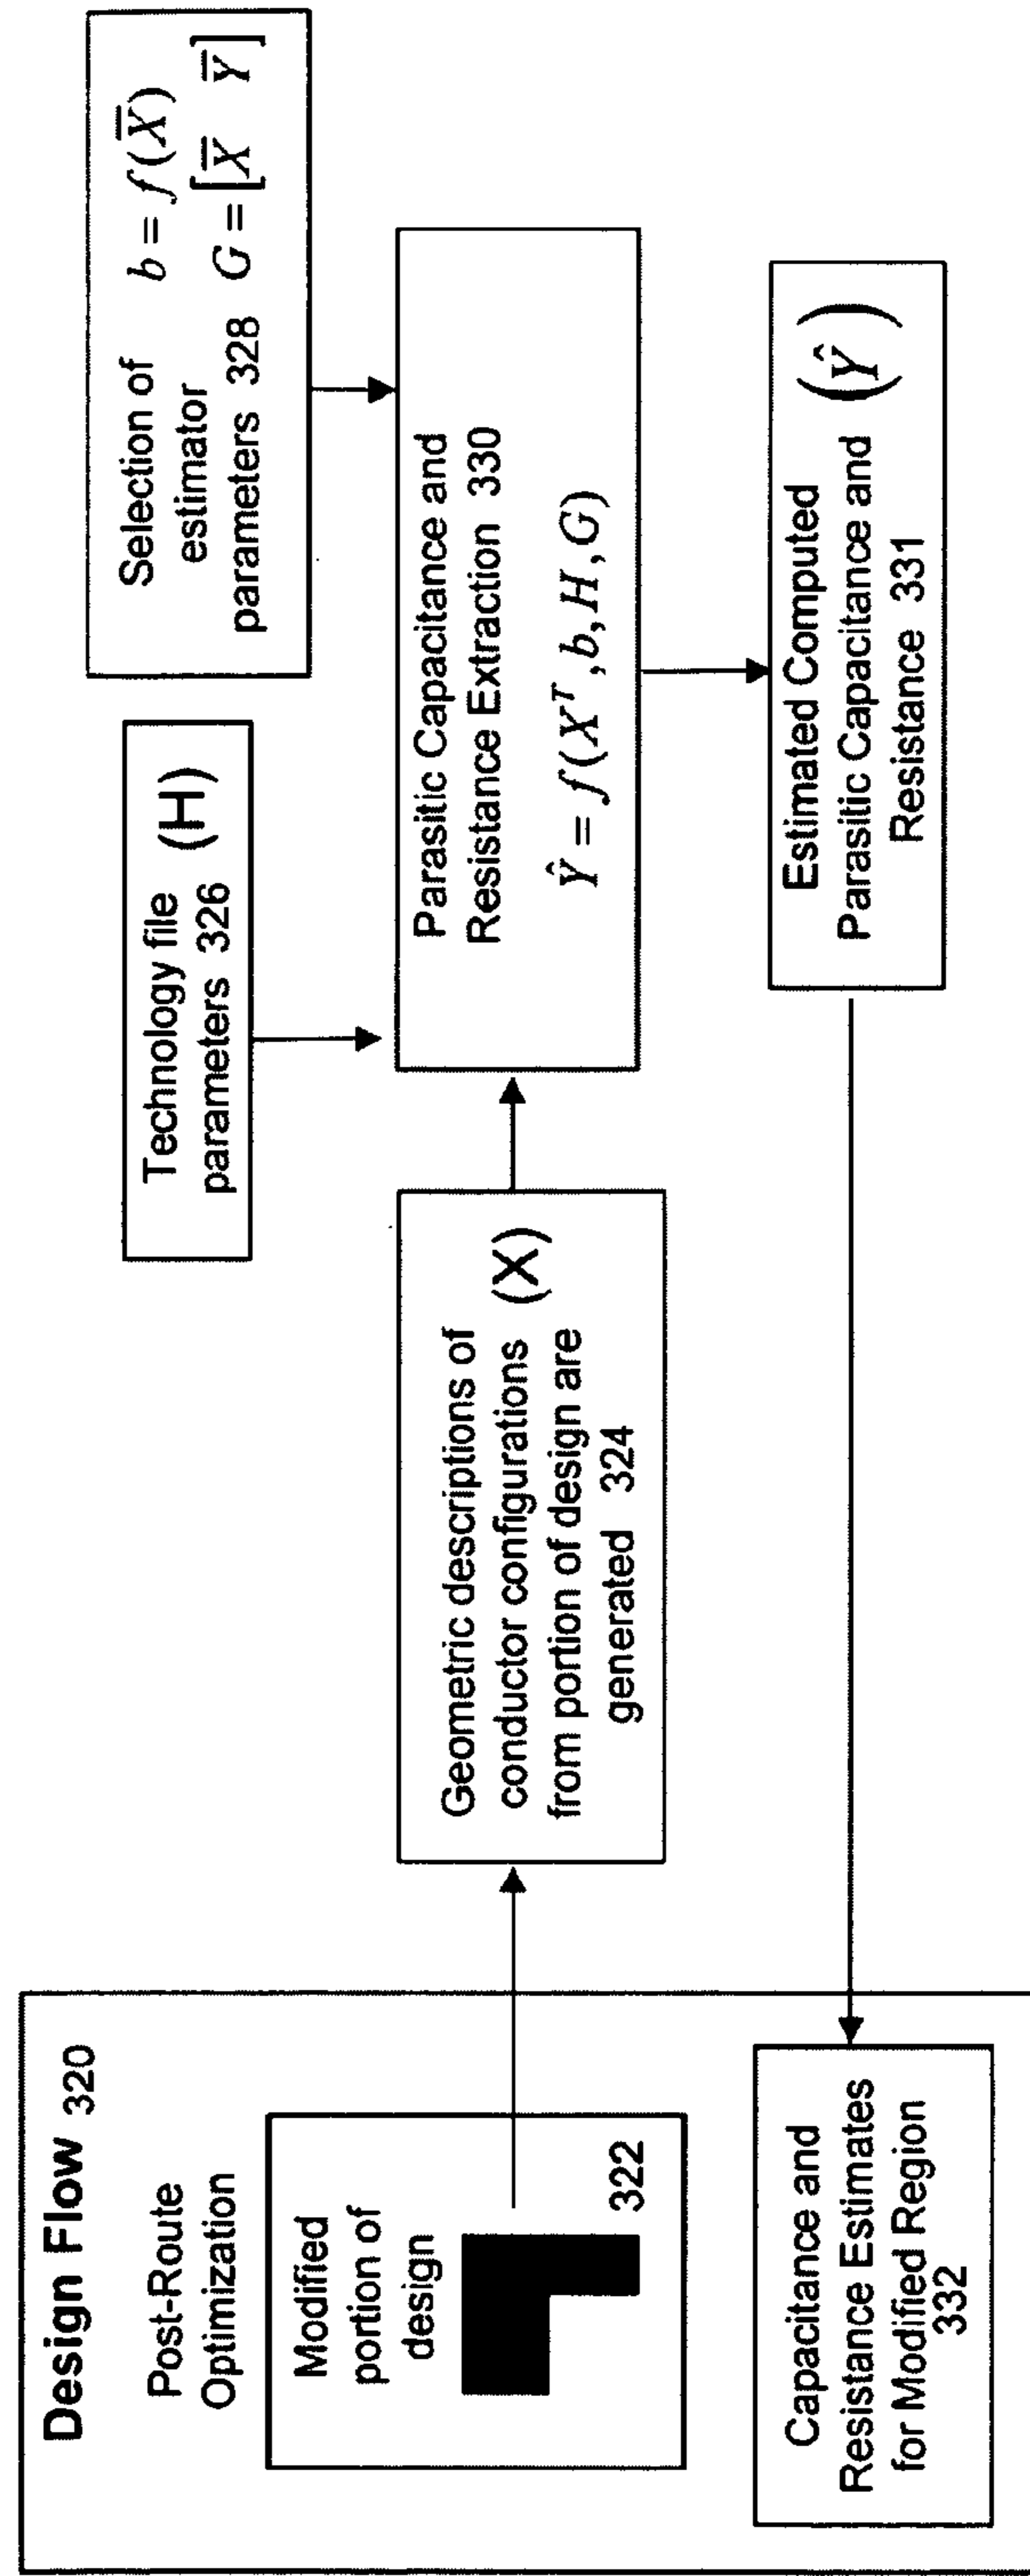 Design Flow 320
Post-Route
Optimization
Modified
portion of
design
322
Capacitance and
Resistance Estimates
for Modified Region
332
Geometric descriptions of
conductor configurations (X)
from portion of design are
generated 324
Technology file (H)
parameters 326
Selection of
estimator
parameters 328
b = f(X̿)
G = [X̿ Y̅]
Parasitic Capacitance and
Resistance Extraction 330
Ŷ = f(Xᵀ, b, H, G)
Estimated Computed
Parasitic Capacitance and (Ŷ)
Resistance 331